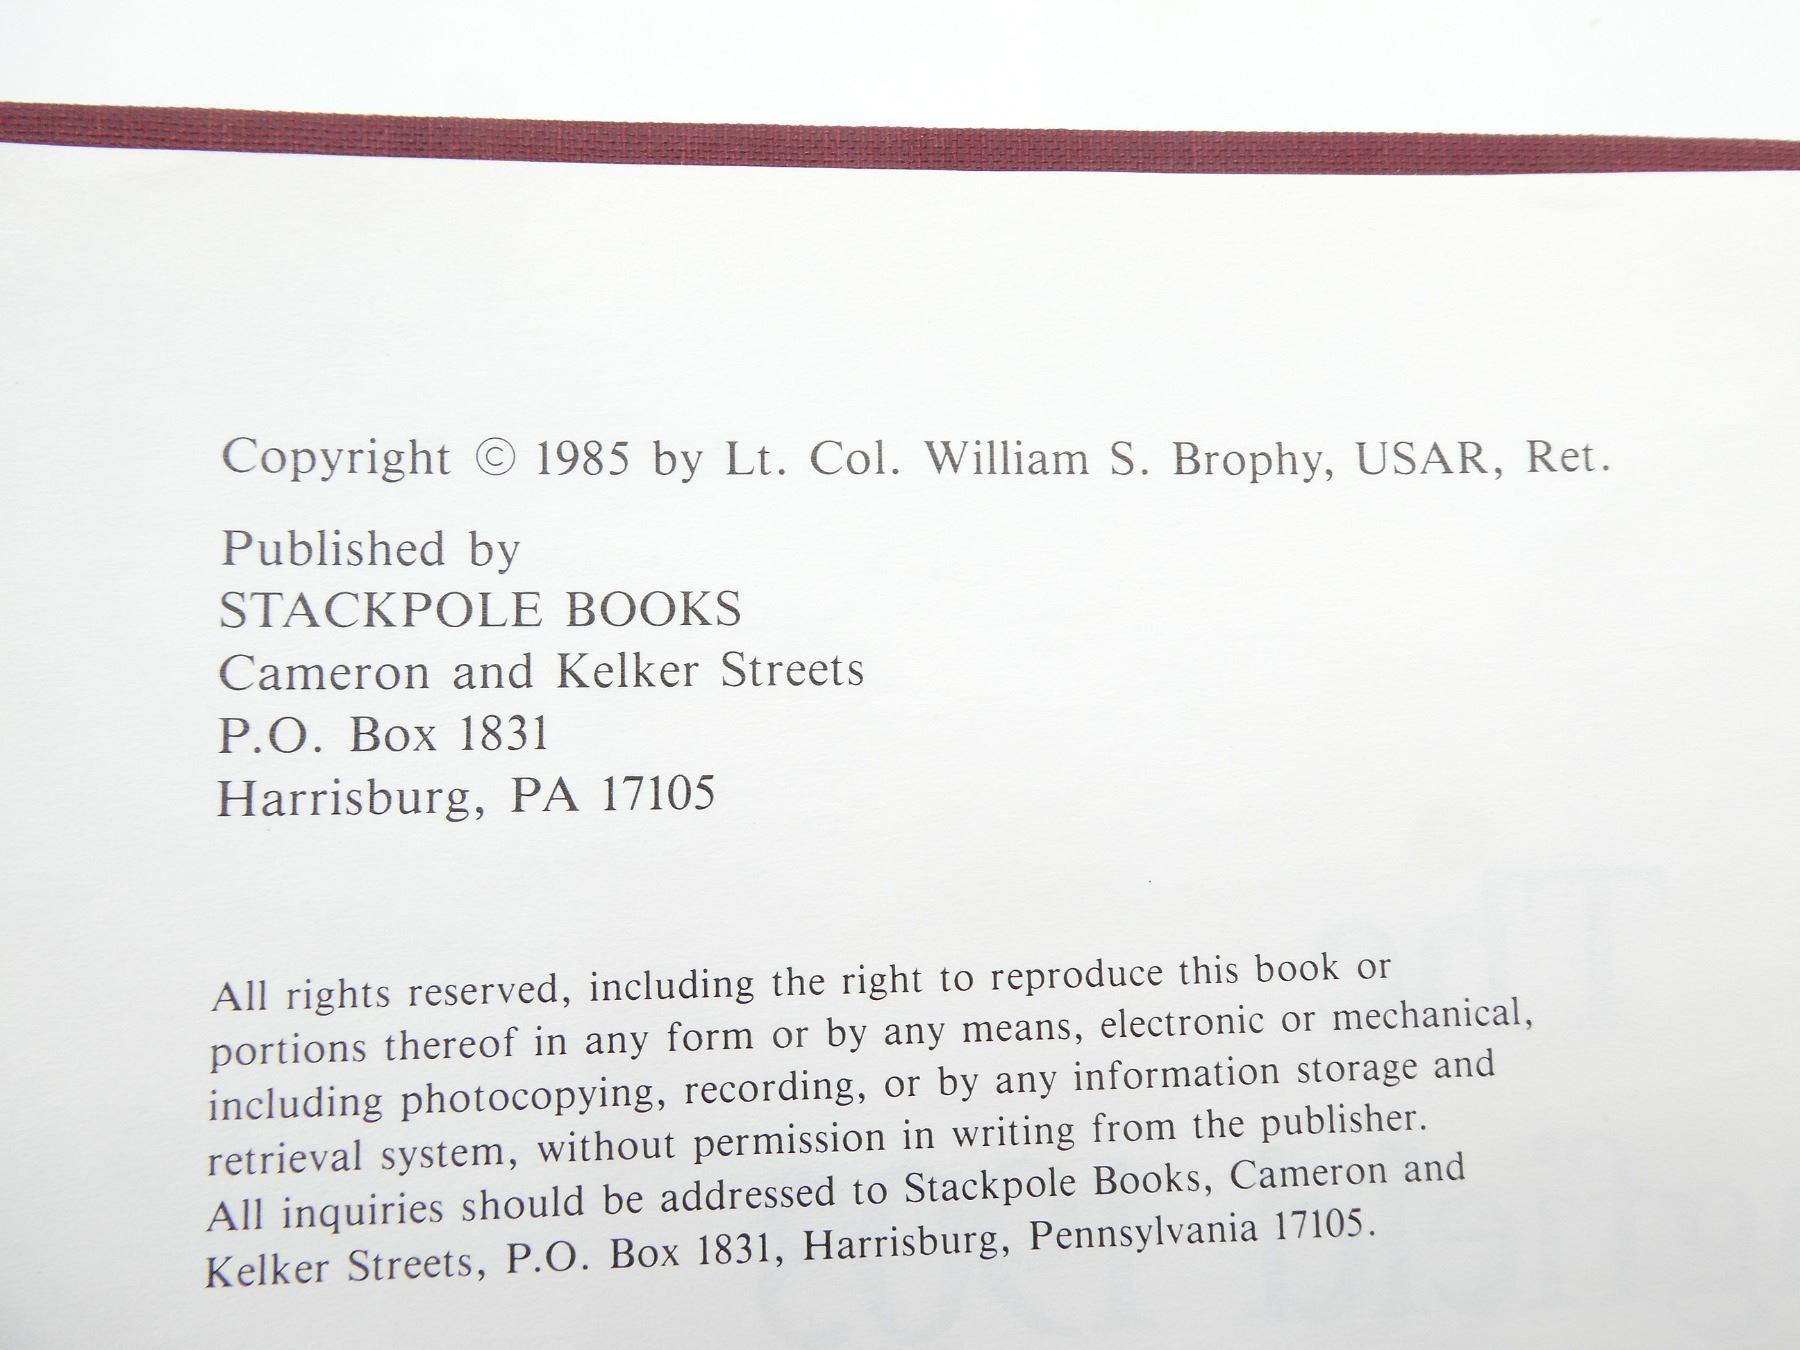 Copyright © 1985 by Lt. Col. William S. Brophy, USAR, Ret.
Published by
STACKPOLE BOOKS
Cameron and Kelker Streets
P.O. Box 1831
Harrisburg, PA 17105
All rights reserved, including the right to reproduce this book or
portions thereof in any form or by any means, electronic or mechanical,
including photocopying, recording, or by any information storage and
retrieval system, without permission in writing from the publisher.
All inquiries should be addressed to Stackpole Books, Cameron and
Kelker Streets, P.O. Box 1831, Harrisburg, Pennsylvania 17105.